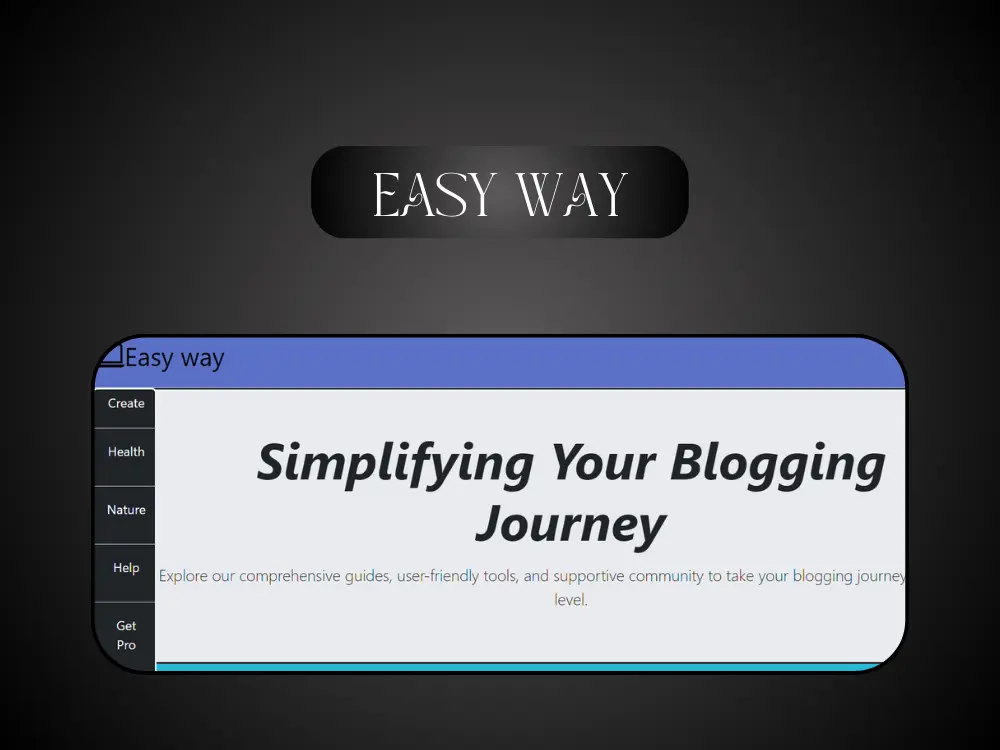 EASY WAY
Easy way
Create
Health
Nature
Help
Get
Pro
Simplifying Your Blogging
Journey
Explore our comprehensive guides, user-friendly tools, and supportive community to take your blogging journey
level.